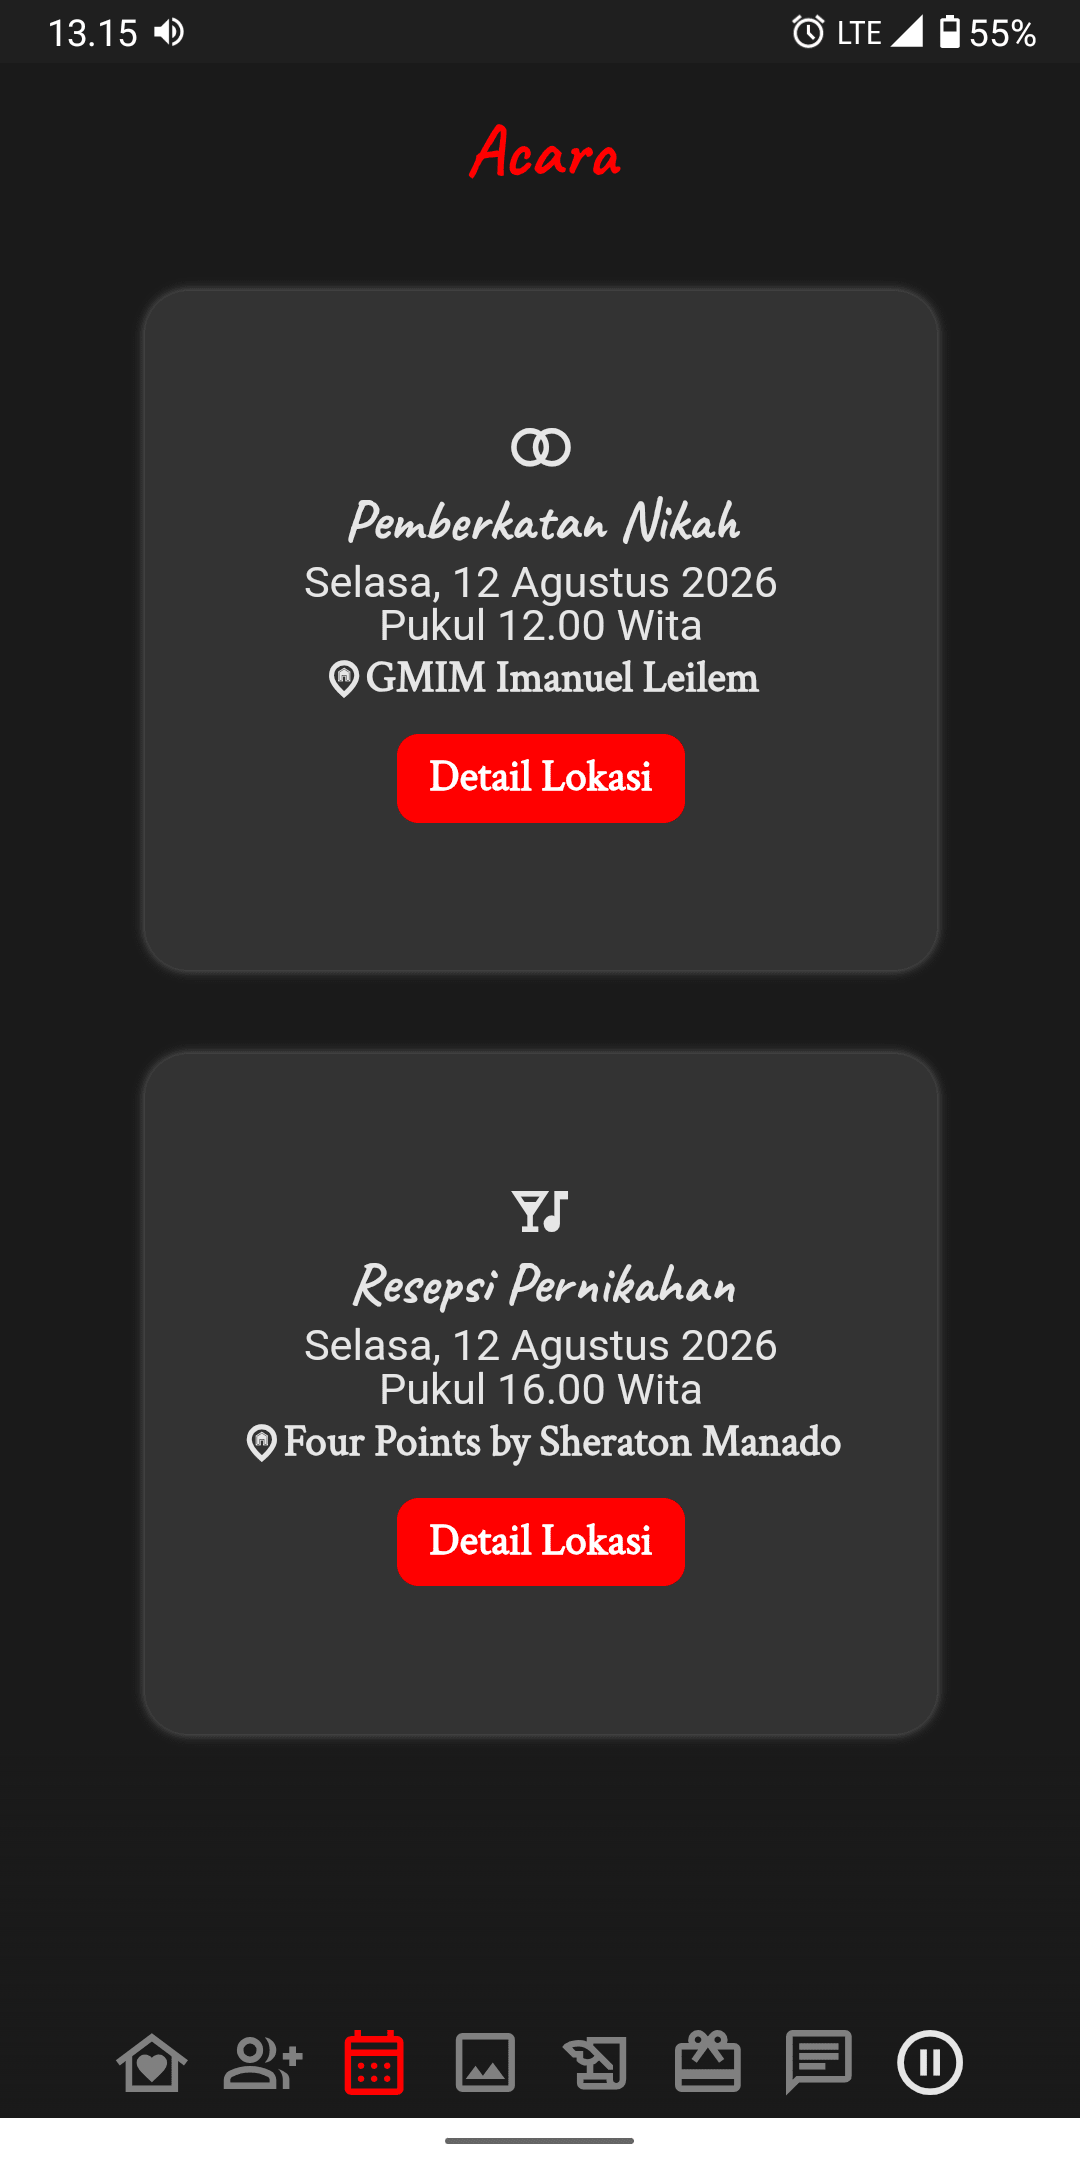 13.15
LTE 55%
Acara
Pemberkatan Nikah
Selasa, 12 Agustus 2026
Pukul 12.00 Wita
GMIM Imanuel Leilem
Detail Lokasi
Resepsi Pernikahan
Selasa, 12 Agustus 2026
Pukul 16.00 Wita
Four Points by Sheraton Manado
Detail Lokasi